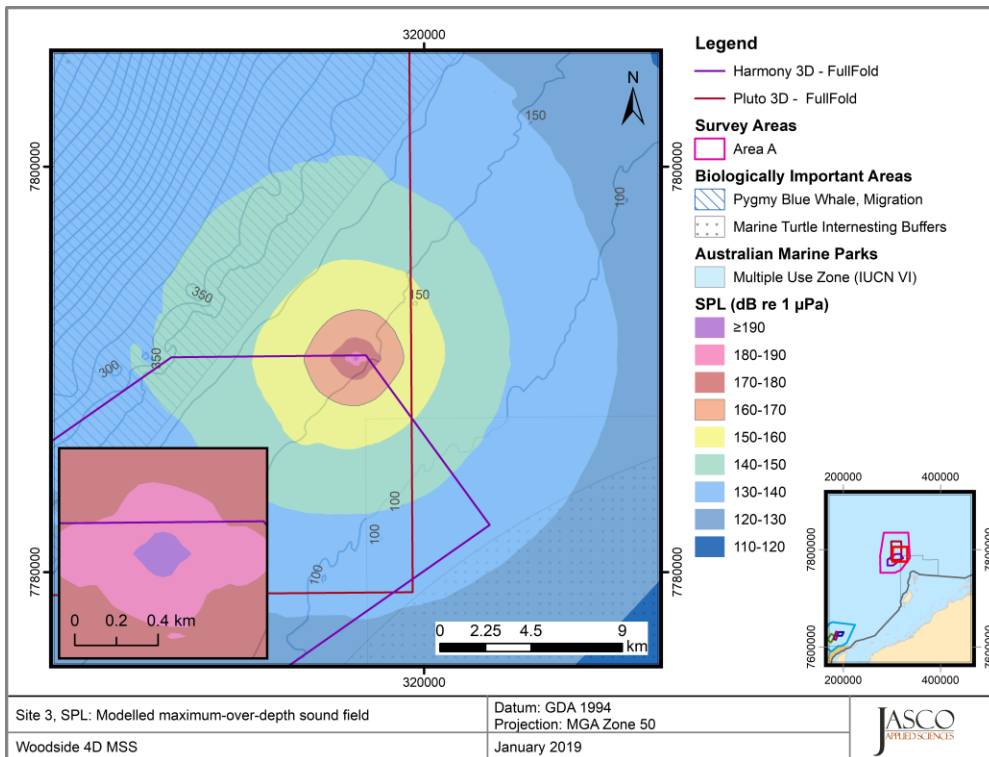 320000
N
7800000
7800000
150
100
350
150
350
300
100
100
100
7780000
7780000
0 0.2 0.4 km
0 2.25 4.5 9
km
320000
Legend
Harmony 3D - FullFold
Pluto 3D - FullFold
Survey Areas
Area A
Biologically Important Areas
Pygmy Blue Whale, Migration
Marine Turtle Internesting Buffers
Australian Marine Parks
Multiple Use Zone (IUCN VI)
SPL (dB re 1 µPa)
≥190
180-190
170-180
160-170
150-160
140-150
130-140
120-130
110-120
200000 400000
7800000
7800000
7600000
7600000
200000 400000
Site 3, SPL: Modelled maximum-over-depth sound field
Woodside 4D MSS
Datum: GDA 1994
Projection: MGA Zone 50
January 2019
JASCO
APPLIED SCIENCES